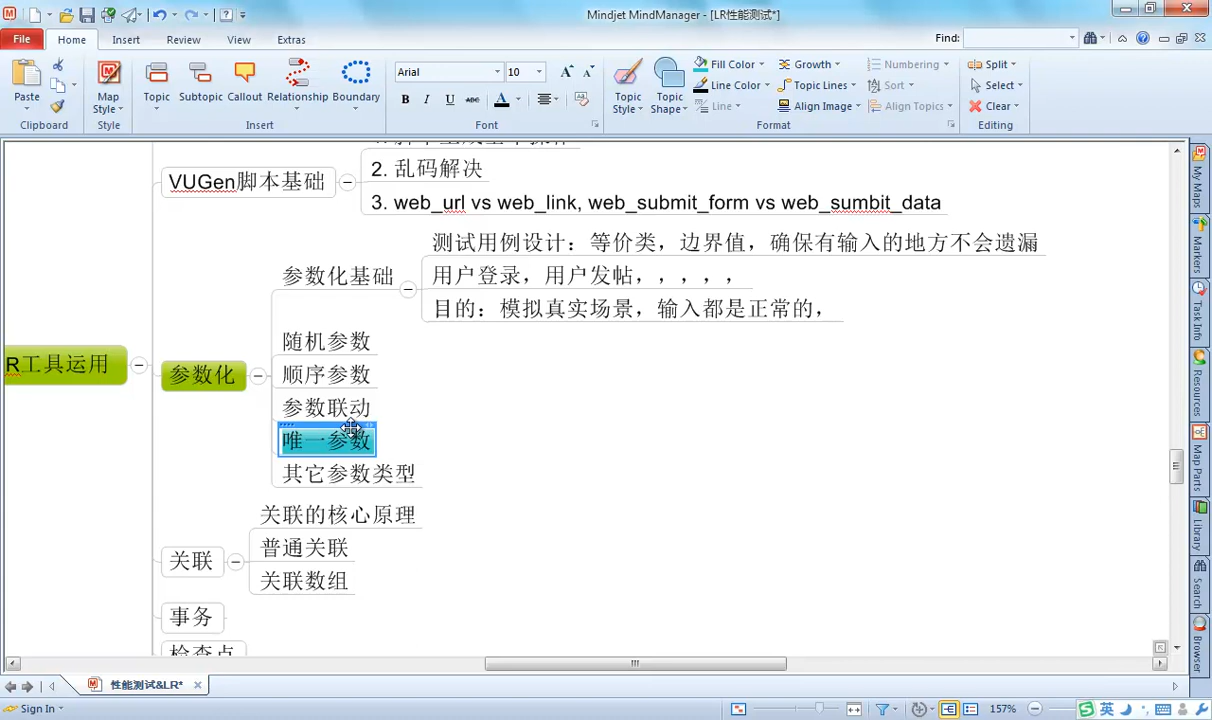 Mindjet MindManager - [LR性能测试*]
File
Home
Insert
Review
View
Extras
Find:
Paste
Map
Style
Topic
Subtopic
Callout
Relationship
Boundary
Arial
10
B
I
U
abc
A
Topic
Style
Topic
Shape
Fill Color
Line Color
Line
Growth
Topic Lines
Align Image
Numbering
Sort
Align Topics
Split
Select
Clear
Clipboard
Style
Insert
Font
Format
Editing
VUGen脚本基础
2. 乱码解决
3. web_url vs web_link, web_submit_form vs web_sumbit_data
参数化基础
测试用例设计：等价类，边界值，确保有输入的地方不会遗漏
用户登录，用户发帖，，，，，
目的：模拟真实场景，输入都是正常的，
R工具运用
参数化
随机参数
顺序参数
参数联动
唯一参数
其它参数类型
关联
关联的核心原理
普通关联
关联数组
事务
检查点
My Maps
Markers
Task Info
Resources
Map Parts
Library
Search
Browser
性能测试&LR*
Sign In
157%
英